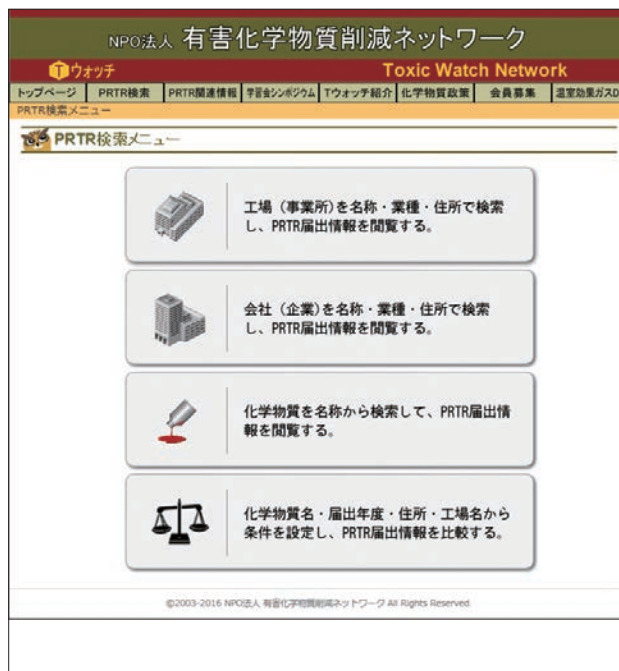 NPO法人 有害化学物質削減ネットワーク
Tウォッチ Toxic Watch Network
トップページ PRTR検索 PRTR関連情報 学習会シンポジウム Tウォッチ紹介 化学物質政策 会員募集 温室効果ガスD
PRTR検索メニュー
PRTR検索メニュー
工場（事業所)を名称・業種・住所で検索
し、PRTR届出情報を閲覧する。
会社（企業)を名称・業種・住所で検索
し、PRTR届出情報を閲覧する。
化学物質を名称から検索して、PRTR届出情
報を閲覧する。
化学物質名・届出年度・住所・工場名から
条件を設定し、PRTR届出情報を比較する。
©2003-2016 NPO法人 有害化学物質削減ネットワーク All Rights Reserved